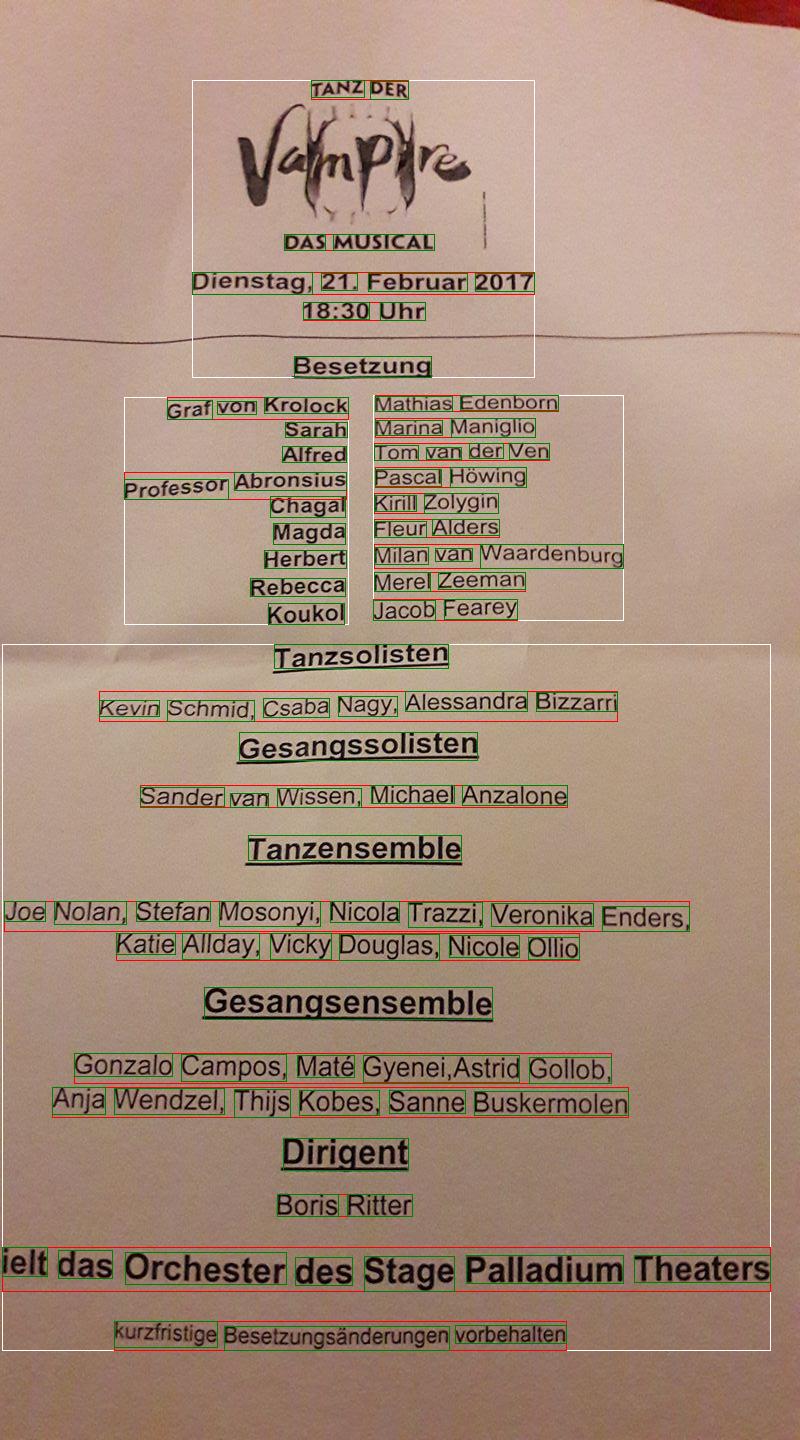 TANZ DER
Vampire
DAS MUSICAL
Dienstag, 21. Februar 2017
18:30 Uhr
Besetzung
Graf von Krolock Mathias Edenborn
Sarah Marina Maniglio
Alfred Tom van der Ven
Professor Abronsius Pascal Höwing
Chagal Kirill Zolygin
Magda Fleur Alders
Herbert Milan van Waardenburg
Rebecca Merel Zeeman
Koukol Jacob Fearey
Tanzsolisten
Kevin Schmid, Csaba Nagy, Alessandra Bizzarri
Gesangssolisten
Sander van Wissen, Michael Anzalone
Tanzensemble
Joe Nolan, Stefan Mosonyi, Nicola Trazzi, Veronika Enders,
Katie Allday, Vicky Douglas, Nicole Ollio
Gesangsensemble
Gonzalo Campos, Maté Gyenei,Astrid Gollob,
Anja Wendzel, Thijs Kobes, Sanne Buskermolen
Dirigent
Boris Ritter
ielt das Orchester des Stage Palladium Theaters
kurzfristige Besetzungsänderungen vorbehalten